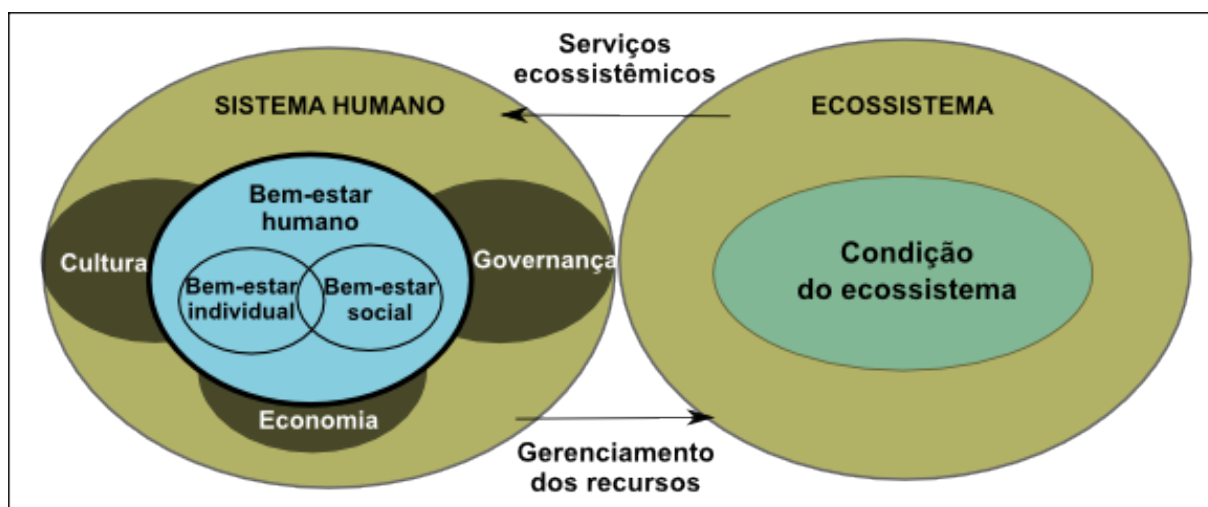 Serviços
ecossistêmicos
SISTEMA HUMANO
ECOSSISTEMA
Bem-estar
humano
Cultura
Governança
Bem-estar
individual
Bem-estar
social
Condição
do ecossistema
Economia
Gerenciamento
dos recursos